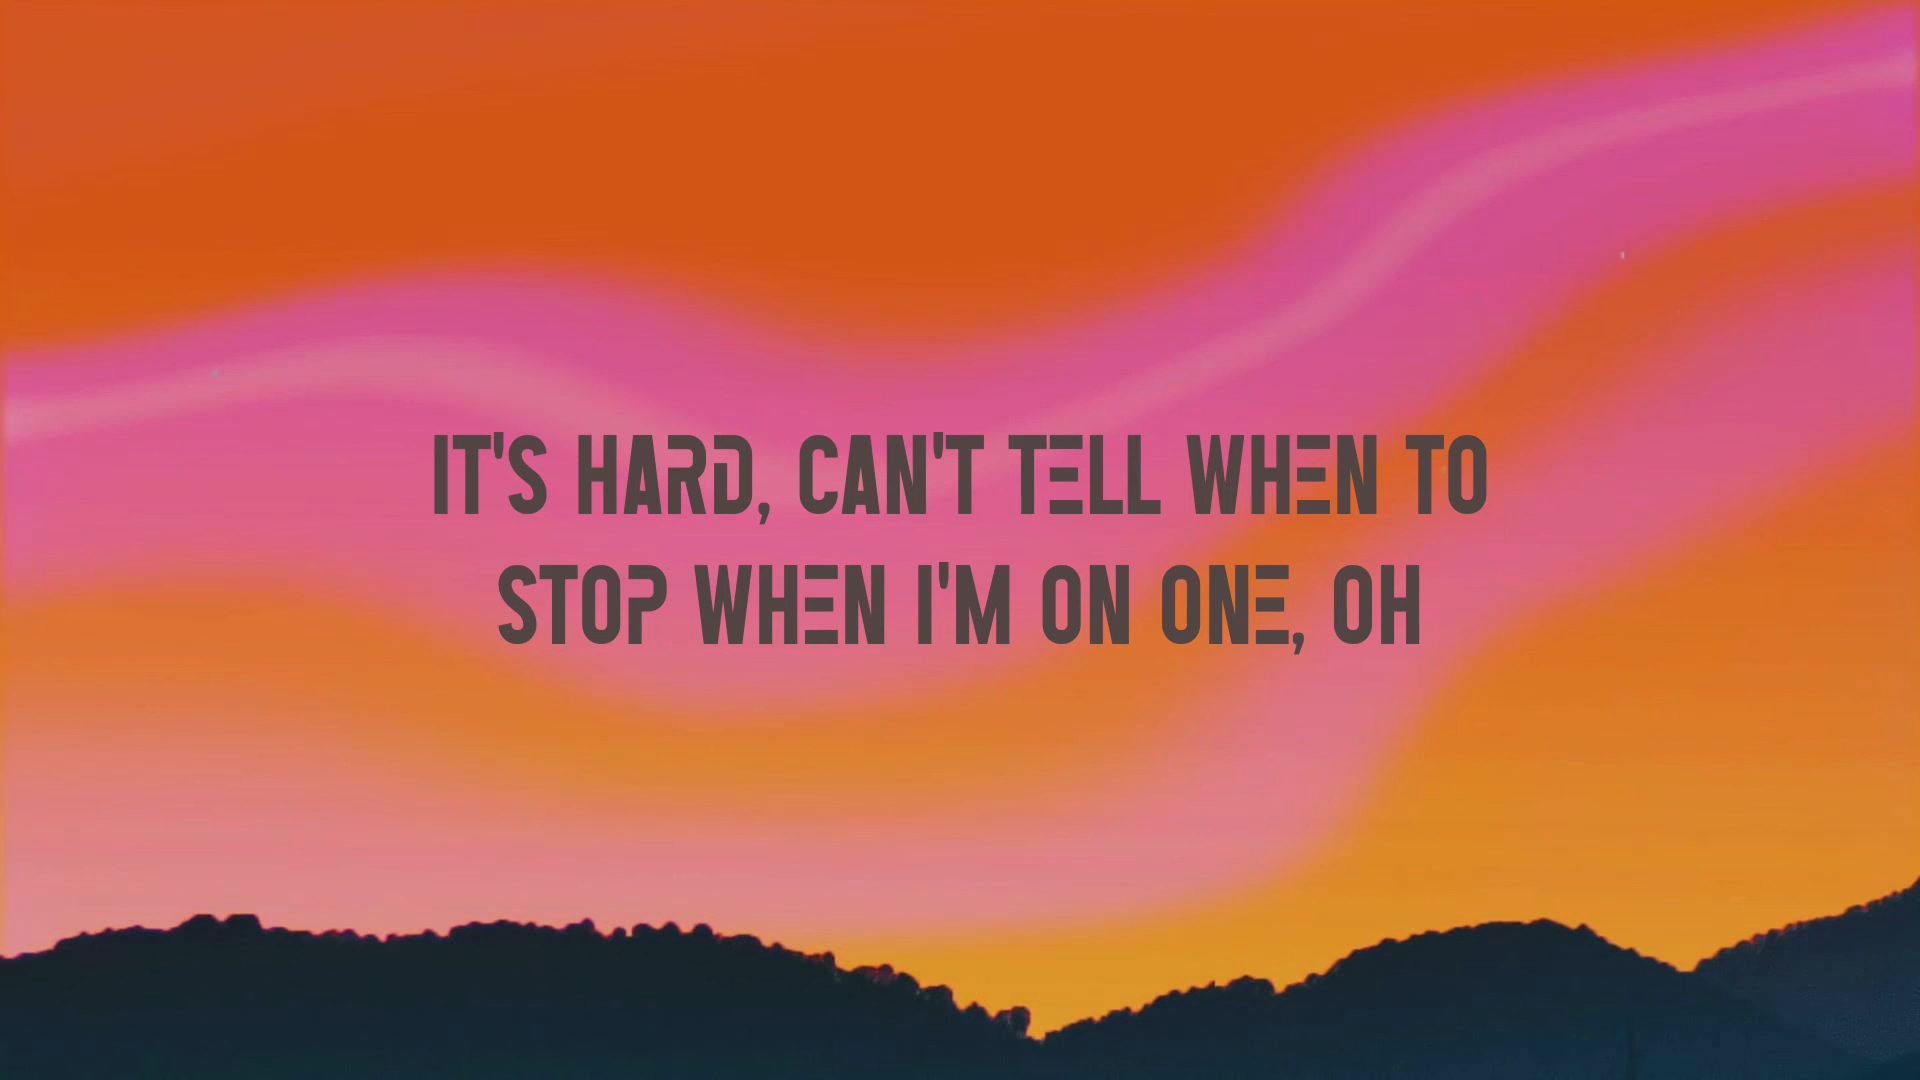 IT'S HARD, CAN'T TELL WHEN TO
STOP WHEN I'M ON ONE, OH